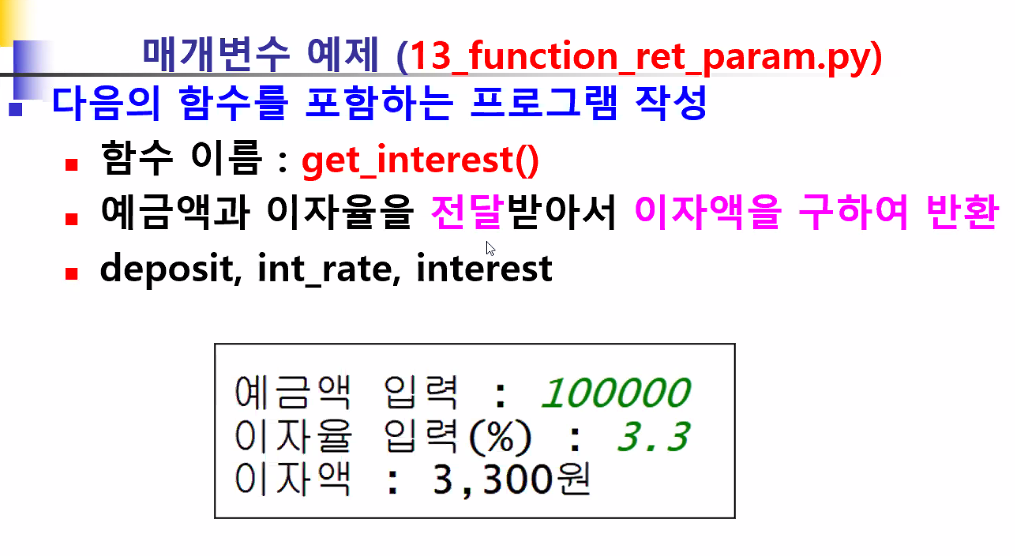 매개변수 예제 (13_function_ret_param.py)
다음의 함수를 포함하는 프로그램 작성
함수 이름 : get_interest()
예금액과 이자율을 전달받아서 이자액을 구하여 반환
deposit, int_rate, interest
예금액 입력 : 100000
이자율 입력(%) : 3.3
이자액 : 3,300원